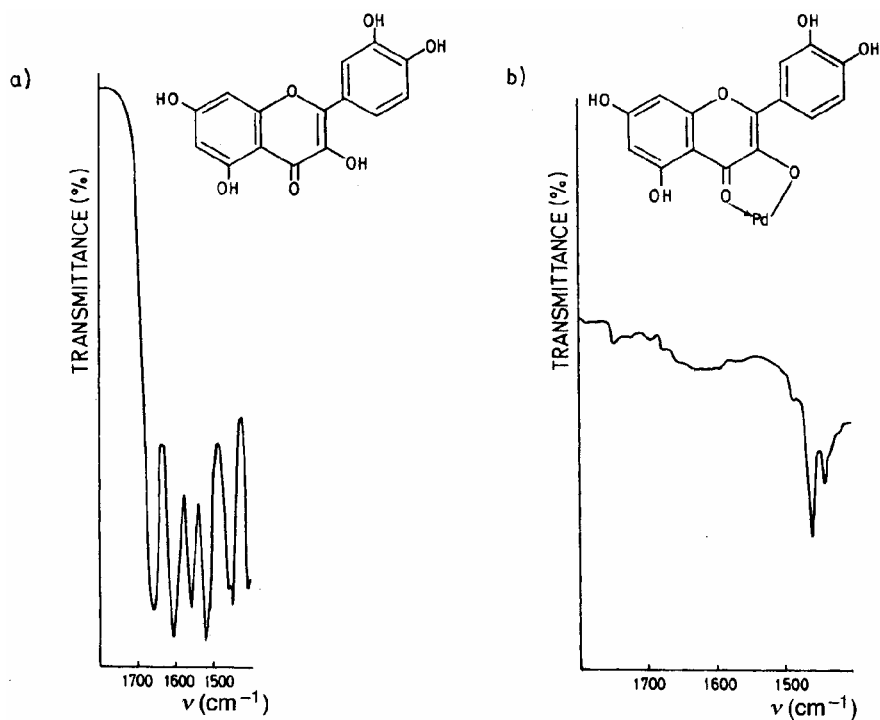 a)
OH
OH
HO
O
OH
OH
O
TRANSMITTANCE (%)
1700 1600 1500
ν (cm⁻¹)
b)
OH
OH
HO
O
O
OH
O
Pd
TRANSMITTANCE (%)
1700 1600 1500
ν (cm⁻¹)